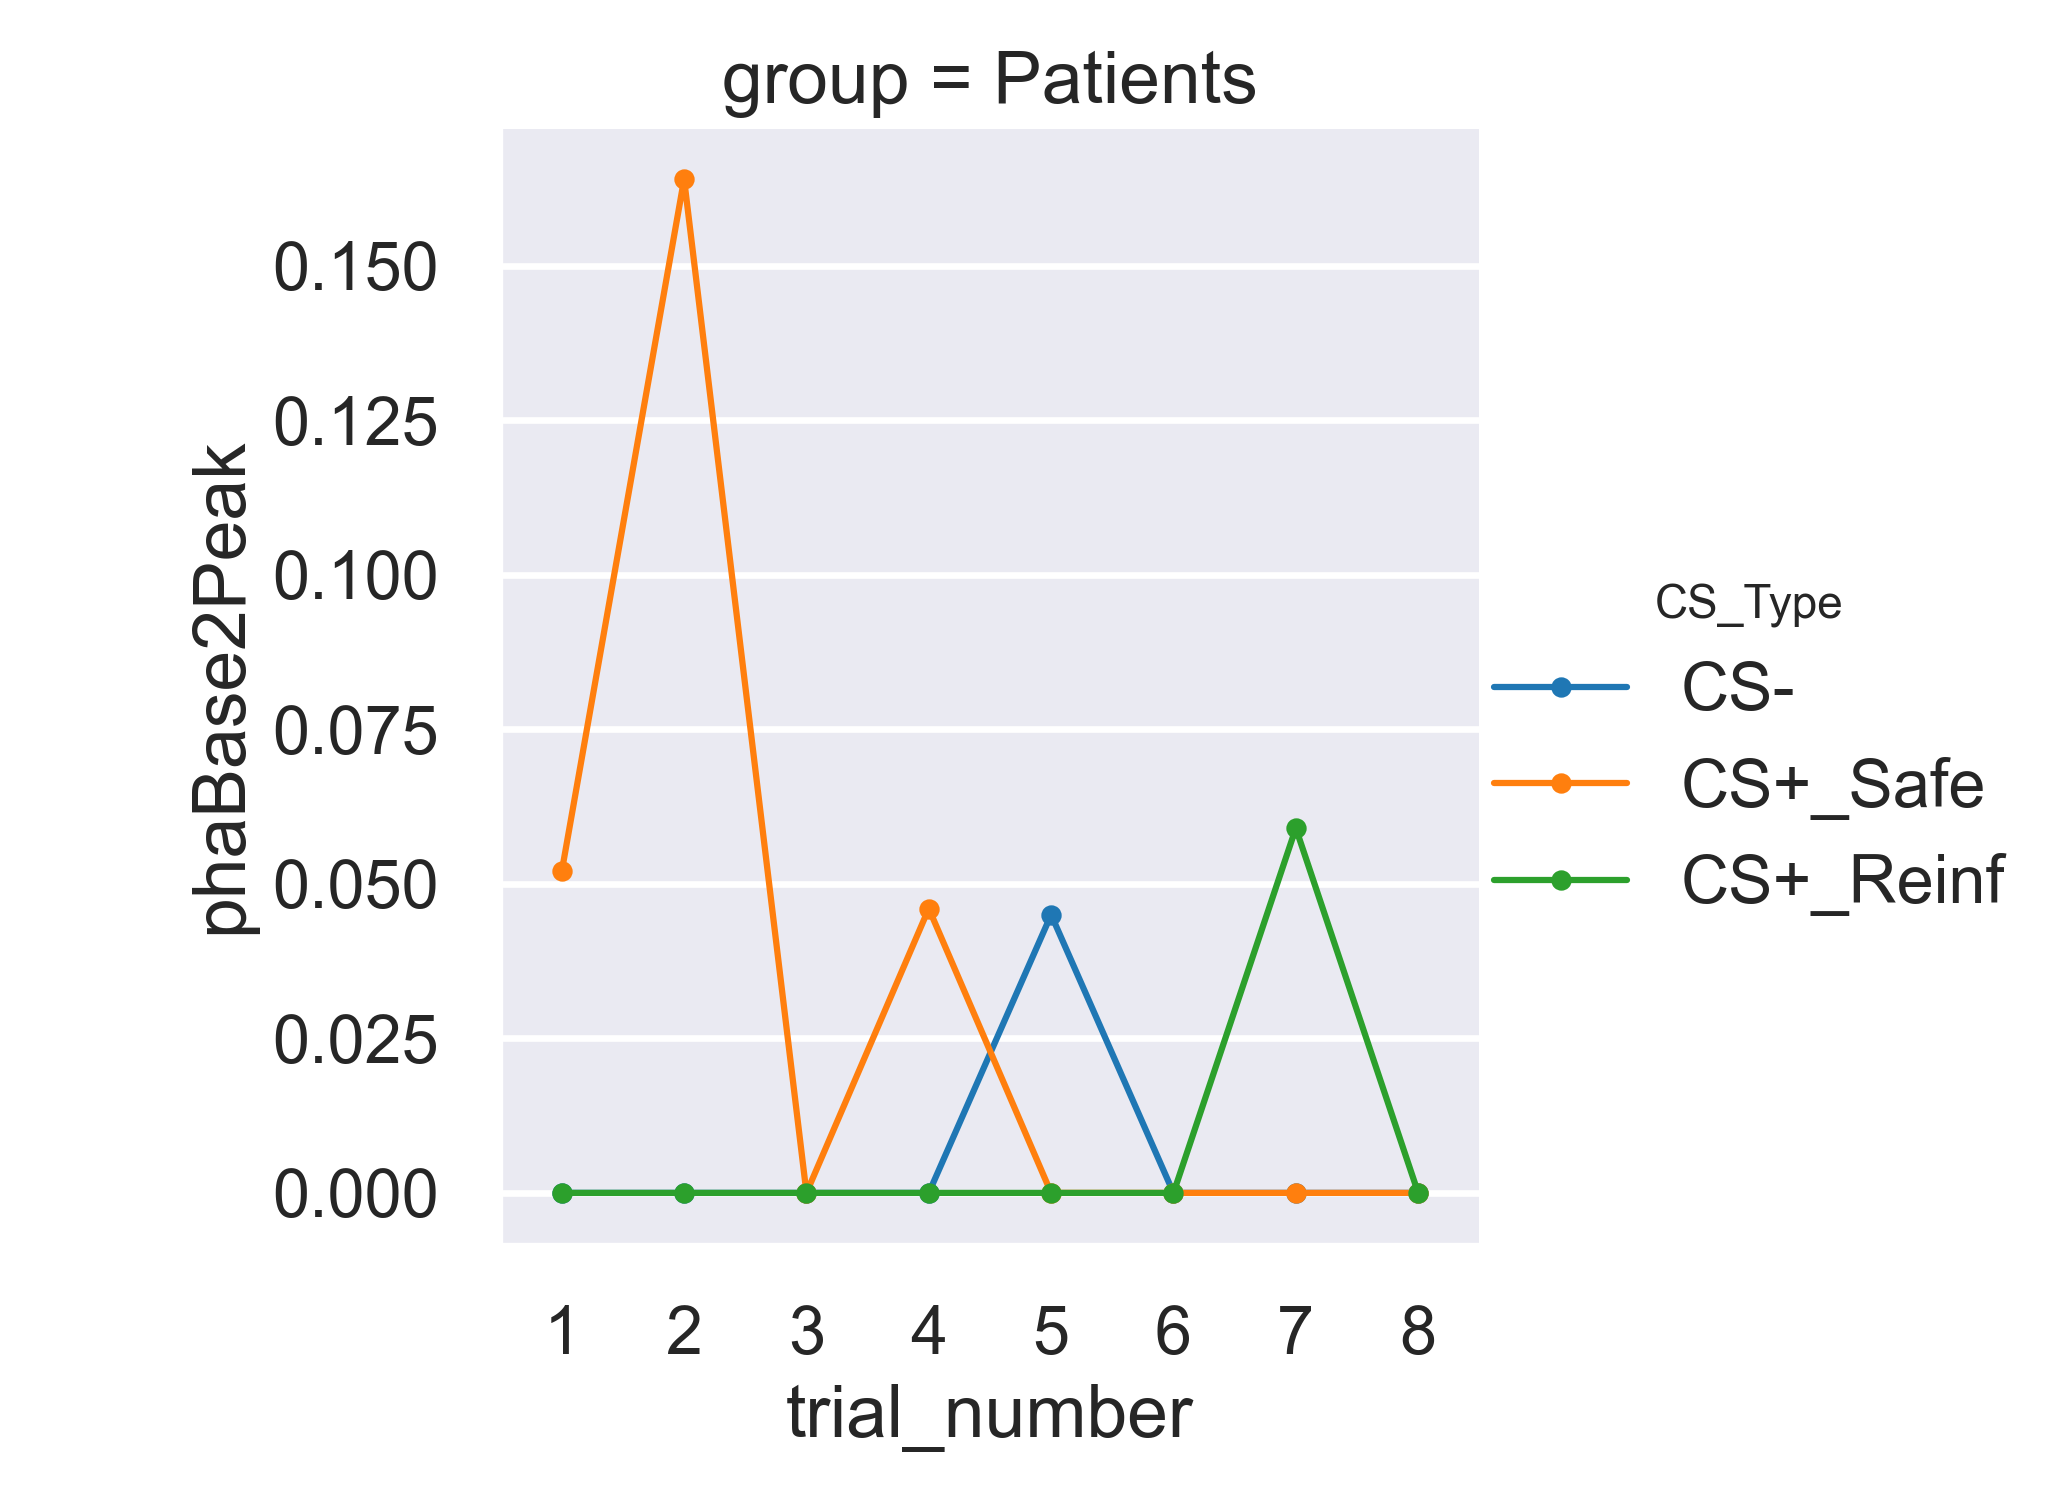 group = Patients
phaBase2Peak
0.150
0.125
0.100
0.075
0.050
0.025
0.000
1 2 3 4 5 6 7 8
trial_number
CS_Type
CS-
CS+_Safe
CS+_Reinf